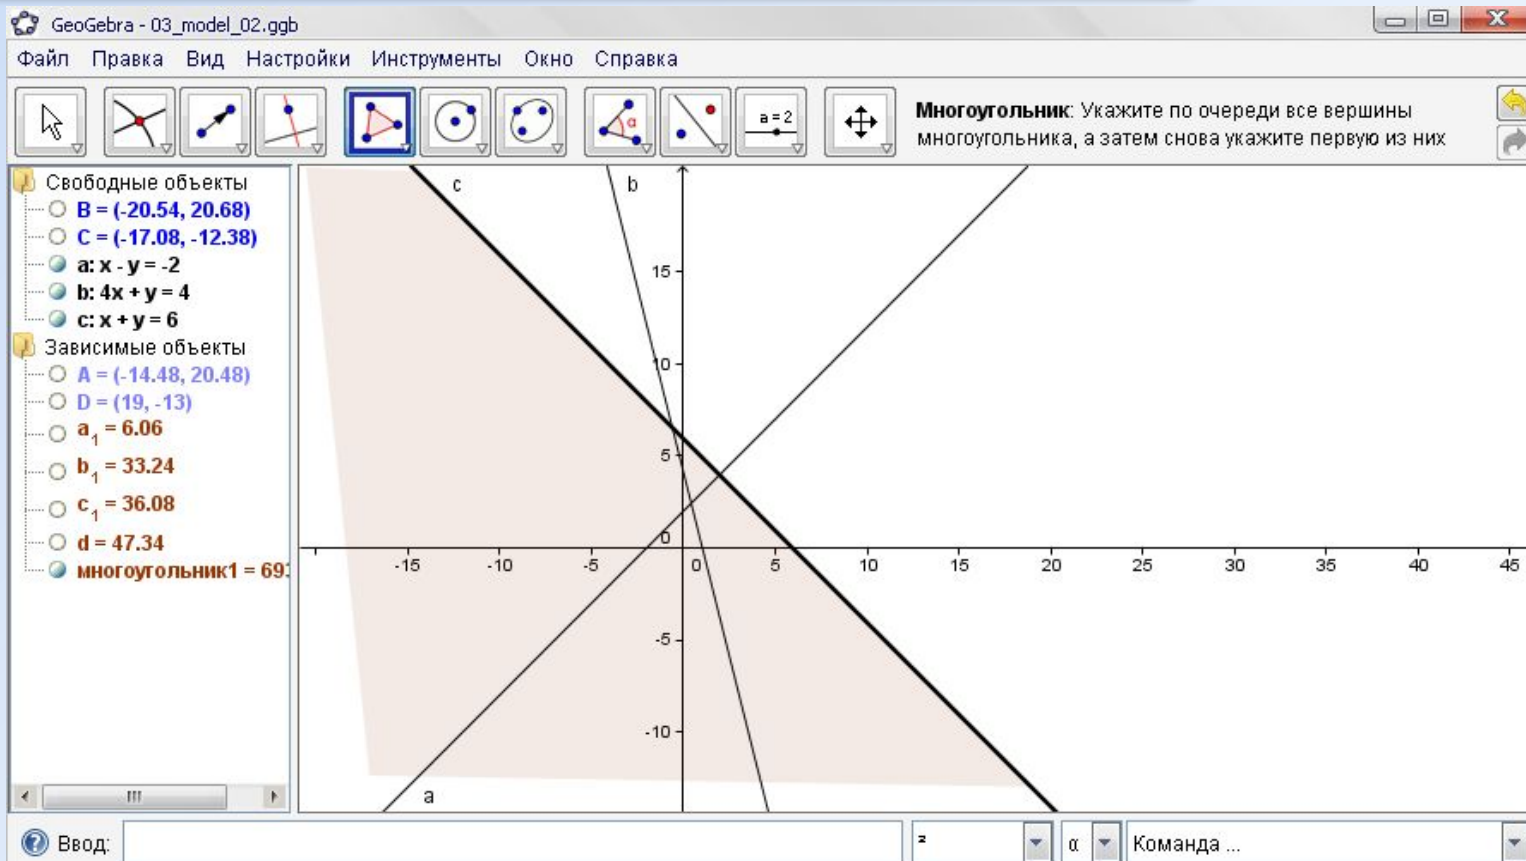 GeoGebra - 03_model_02.ggb
Файл Правка Вид Настройки Инструменты Окно Справка
a = 2
Многоугольник: Укажите по очереди все вершины
многоугольника, а затем снова укажите первую из них
Свободные объекты
B = (-20.54, 20.68)
C = (-17.08, -12.38)
a: x - y = -2
b: 4x + y = 4
c: x + y = 6
Зависимые объекты
A = (-14.48, 20.48)
D = (19, -13)
a₁ = 6.06
b₁ = 33.24
c₁ = 36.08
d = 47.34
многоугольник1 = 693
c b
15
10
5
0
-15 -10 -5 0 5 10 15 20 25 30 35 40 45
-5
-10
a
α
Ввод: ² α Команда ...